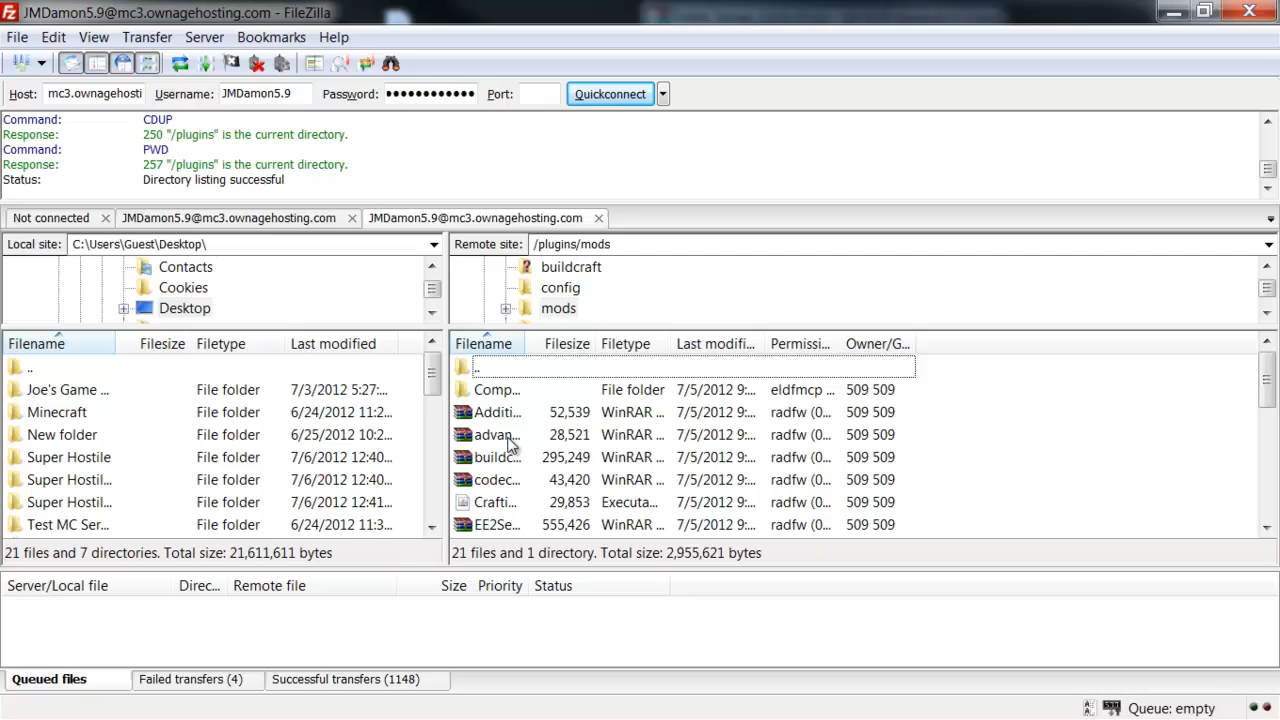 JMDamon5.9@mc3.ownagehosting.com - FileZilla
File Edit View Transfer Server Bookmarks Help
Host: mc3.ownagehosti Username: JMDamon5.9 Password: ●●●●●●●●●●●● Port: Quickconnect
Command: CDUP
Response: 250 "/plugins" is the current directory.
Command: PWD
Response: 257 "/plugins" is the current directory.
Status: Directory listing successful
Not connected JMDamon5.9@mc3.ownagehosting.com JMDamon5.9@mc3.ownagehosting.com
Local site: C:\Users\Guest\Desktop\
Contacts
Cookies
Desktop
Filename Filesize Filetype Last modified
..
Joe's Game ... File folder 7/3/2012 5:27:...
Minecraft File folder 6/24/2012 11:2...
New folder File folder 6/25/2012 10:2...
Super Hostile File folder 7/6/2012 12:40...
Super Hostil... File folder 7/6/2012 12:40...
Super Hostil... File folder 7/6/2012 12:41...
Test MC Ser... File folder 6/24/2012 11:3...
21 files and 7 directories. Total size: 21,611,611 bytes
Remote site: /plugins/mods
buildcraft
config
mods
Filename Filesize Filetype Last modifi... Permissi... Owner/G...
..
Comp... File folder 7/5/2012 9:... eldfmcp ... 509 509
Additi... 52,539 WinRAR ... 7/5/2012 9:... radfw (0... 509 509
advan... 28,521 WinRAR ... 7/5/2012 9:... radfw (0... 509 509
buildc... 295,249 WinRAR ... 7/5/2012 9:... radfw (0... 509 509
codec... 43,420 WinRAR ... 7/5/2012 9:... radfw (0... 509 509
Crafti... 29,853 Executa... 7/5/2012 9:... radfw (0... 509 509
EE2Se... 555,426 WinRAR ... 7/5/2012 9:... radfw (0... 509 509
21 files and 1 directory. Total size: 2,955,621 bytes
Server/Local file Direc... Remote file Size Priority Status
Queued files Failed transfers (4) Successful transfers (1148)
Queue: empty